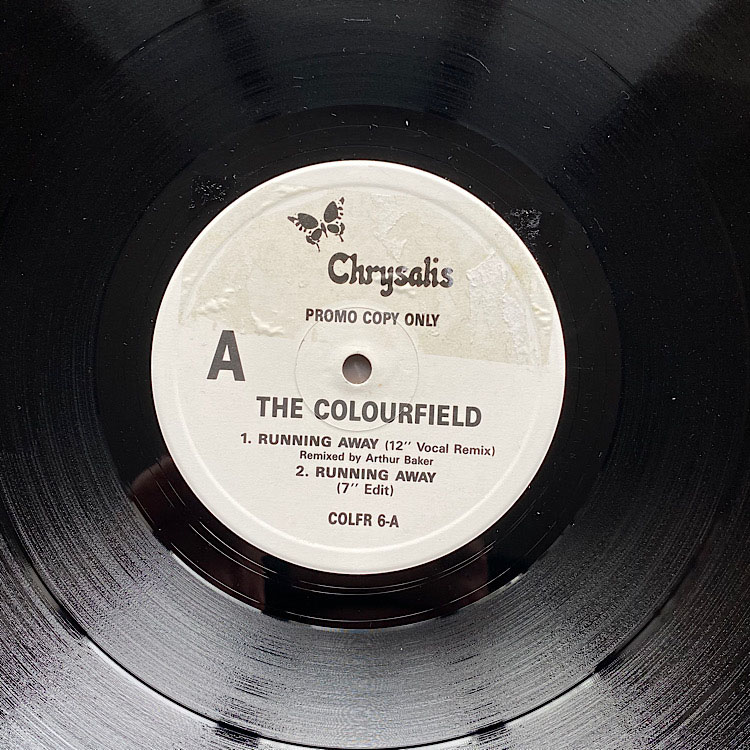 Chrysalis
PROMO COPY ONLY
A
THE COLOURFIELD
1. RUNNING AWAY (12″ Vocal Remix)
Remixed by Arthur Baker
2. RUNNING AWAY
(7″ Edit)
COLFR 6-A